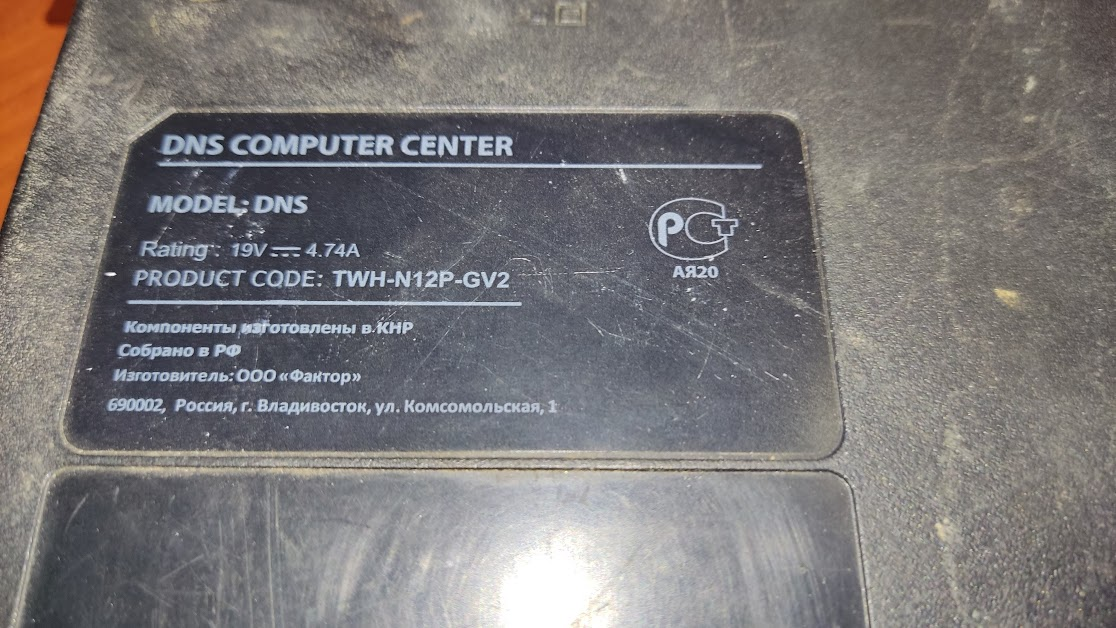 DNS COMPUTER CENTER
MODEL: DNS
Rating: 19V⎓4.74A
PRODUCT CODE: TWH-N12P-GV2
РСТ
АЯ20
Компоненты изготовлены в КНР
Собрано в РФ
Изготовитель: ООО «Фактор»
690002, Россия, г. Владивосток, ул. Комсомольская, 1